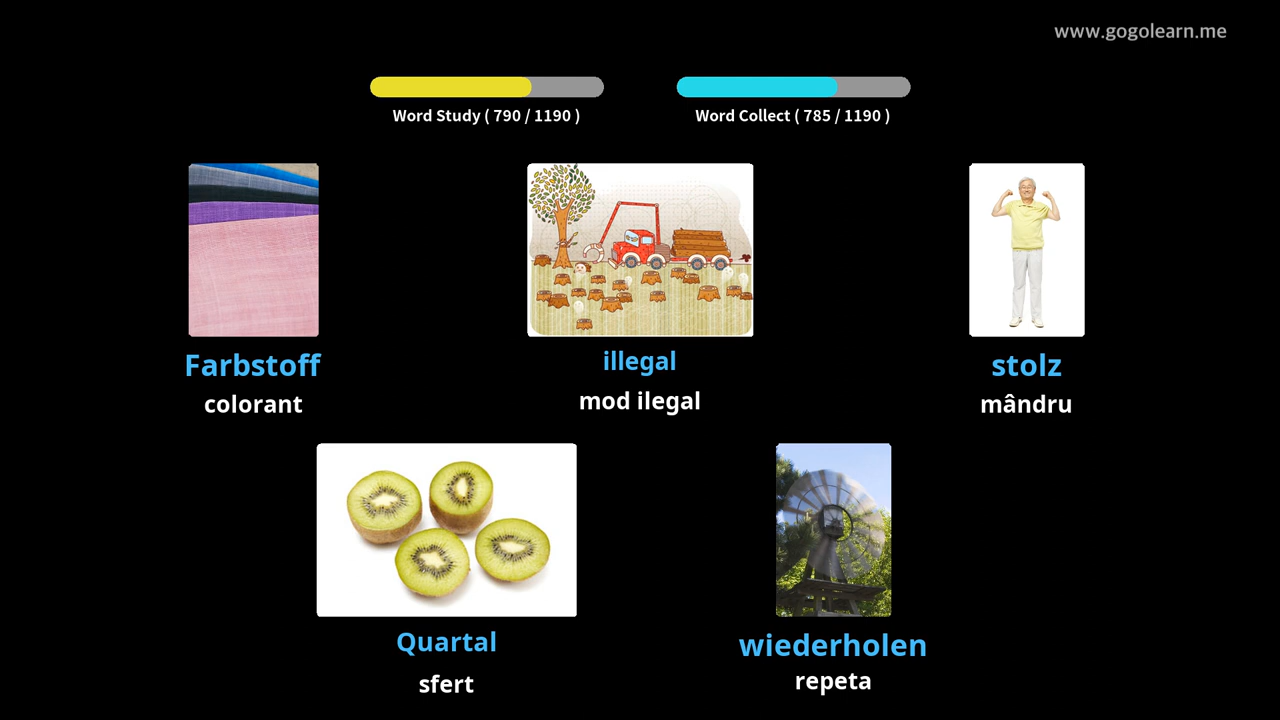 www.gogolearn.me
Word Study ( 790 / 1190 )
Word Collect ( 785 / 1190 )
Farbstoff
colorant
illegal
mod ilegal
stolz
mândru
Quartal
sfert
wiederholen
repeta